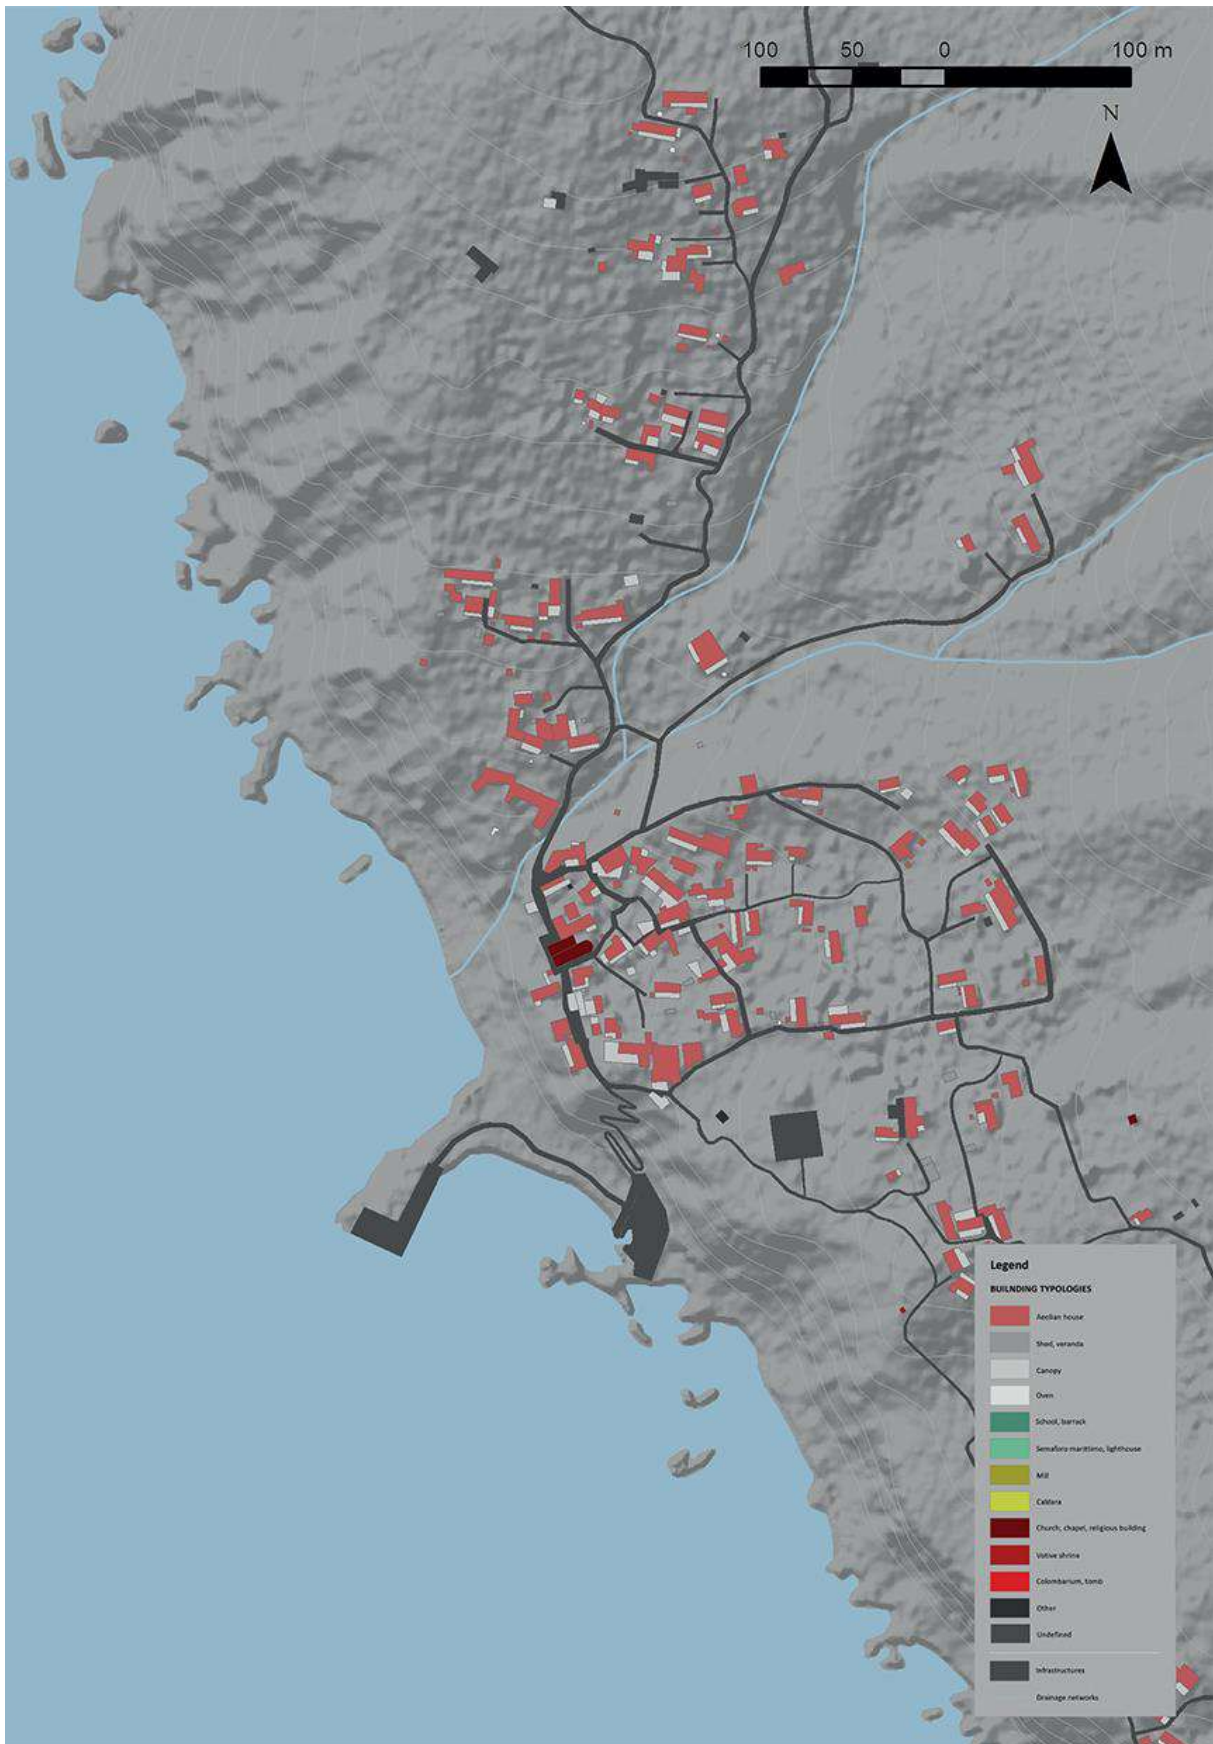 100 50 0 100 m
N
Legend
BUILNDING TYPOLOGIES
Aeolian house
Shed, veranda
Canopy
Oven
School, barrack
Semaforo marittimo, lighthouse
Mill
Caldara
Church, chapel, religious building
Votive shrine
Colombarium, tomb
Other
Undefined
Infrastructures
Drainage networks